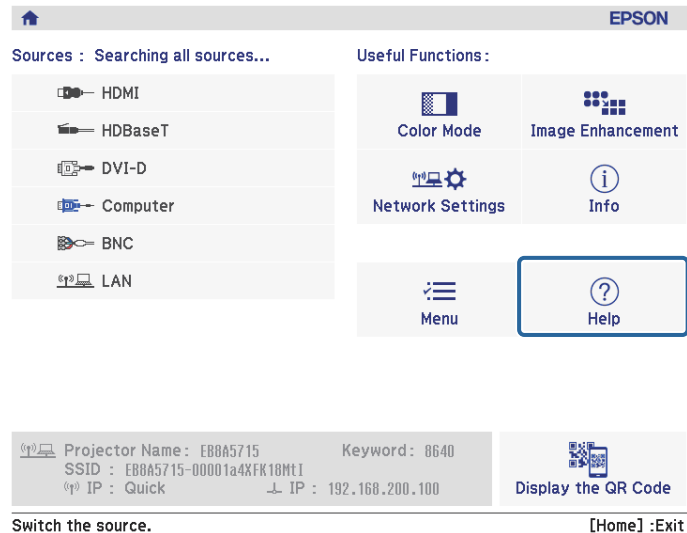 EPSON
Sources : Searching all sources...
HDMI
HDBaseT
DVI-D
Computer
BNC
LAN
Useful Functions:
Color Mode
Image Enhancement
Network Settings
Info
Menu
Help
Projector Name: EB8A5715 Keyword: 8640
SSID : EB8A5715-00001a4XFK18MtI
IP : Quick IP : 192.168.200.100
Display the QR Code
Switch the source. [Home] :Exit